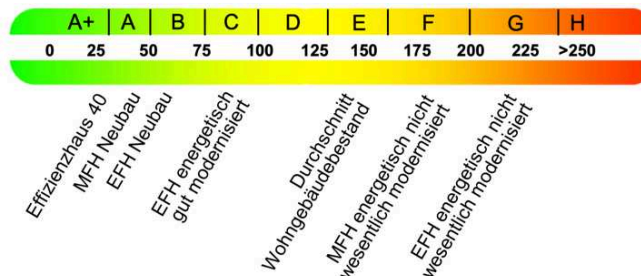 A+ A B C D E F G H
0 25 50 75 100 125 150 175 200 225 >250
Effizienzhaus 40
MFH Neubau
EFH Neubau
EFH energetisch
gut modernisiert
Durchschnitt
Wohngebäudebestand
MFH energetisch nicht
wesentlich modernisiert
EFH energetisch nicht
wesentlich modernisiert